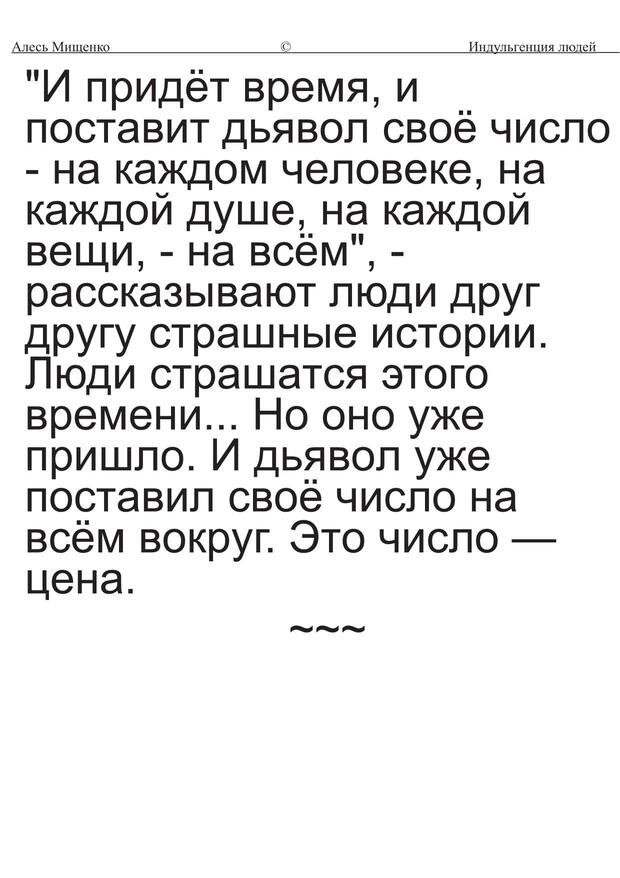 Алесь Мищенко © Индульгенция людей
"И придёт время, и
поставит дьявол своё число
- на каждом человеке, на
каждой душе, на каждой
вещи, - на всём", -
рассказывают люди друг
другу страшные истории.
Люди страшатся этого
времени... Но оно уже
пришло. И дьявол уже
поставил своё число на
всём вокруг. Это число —
цена.
~~~